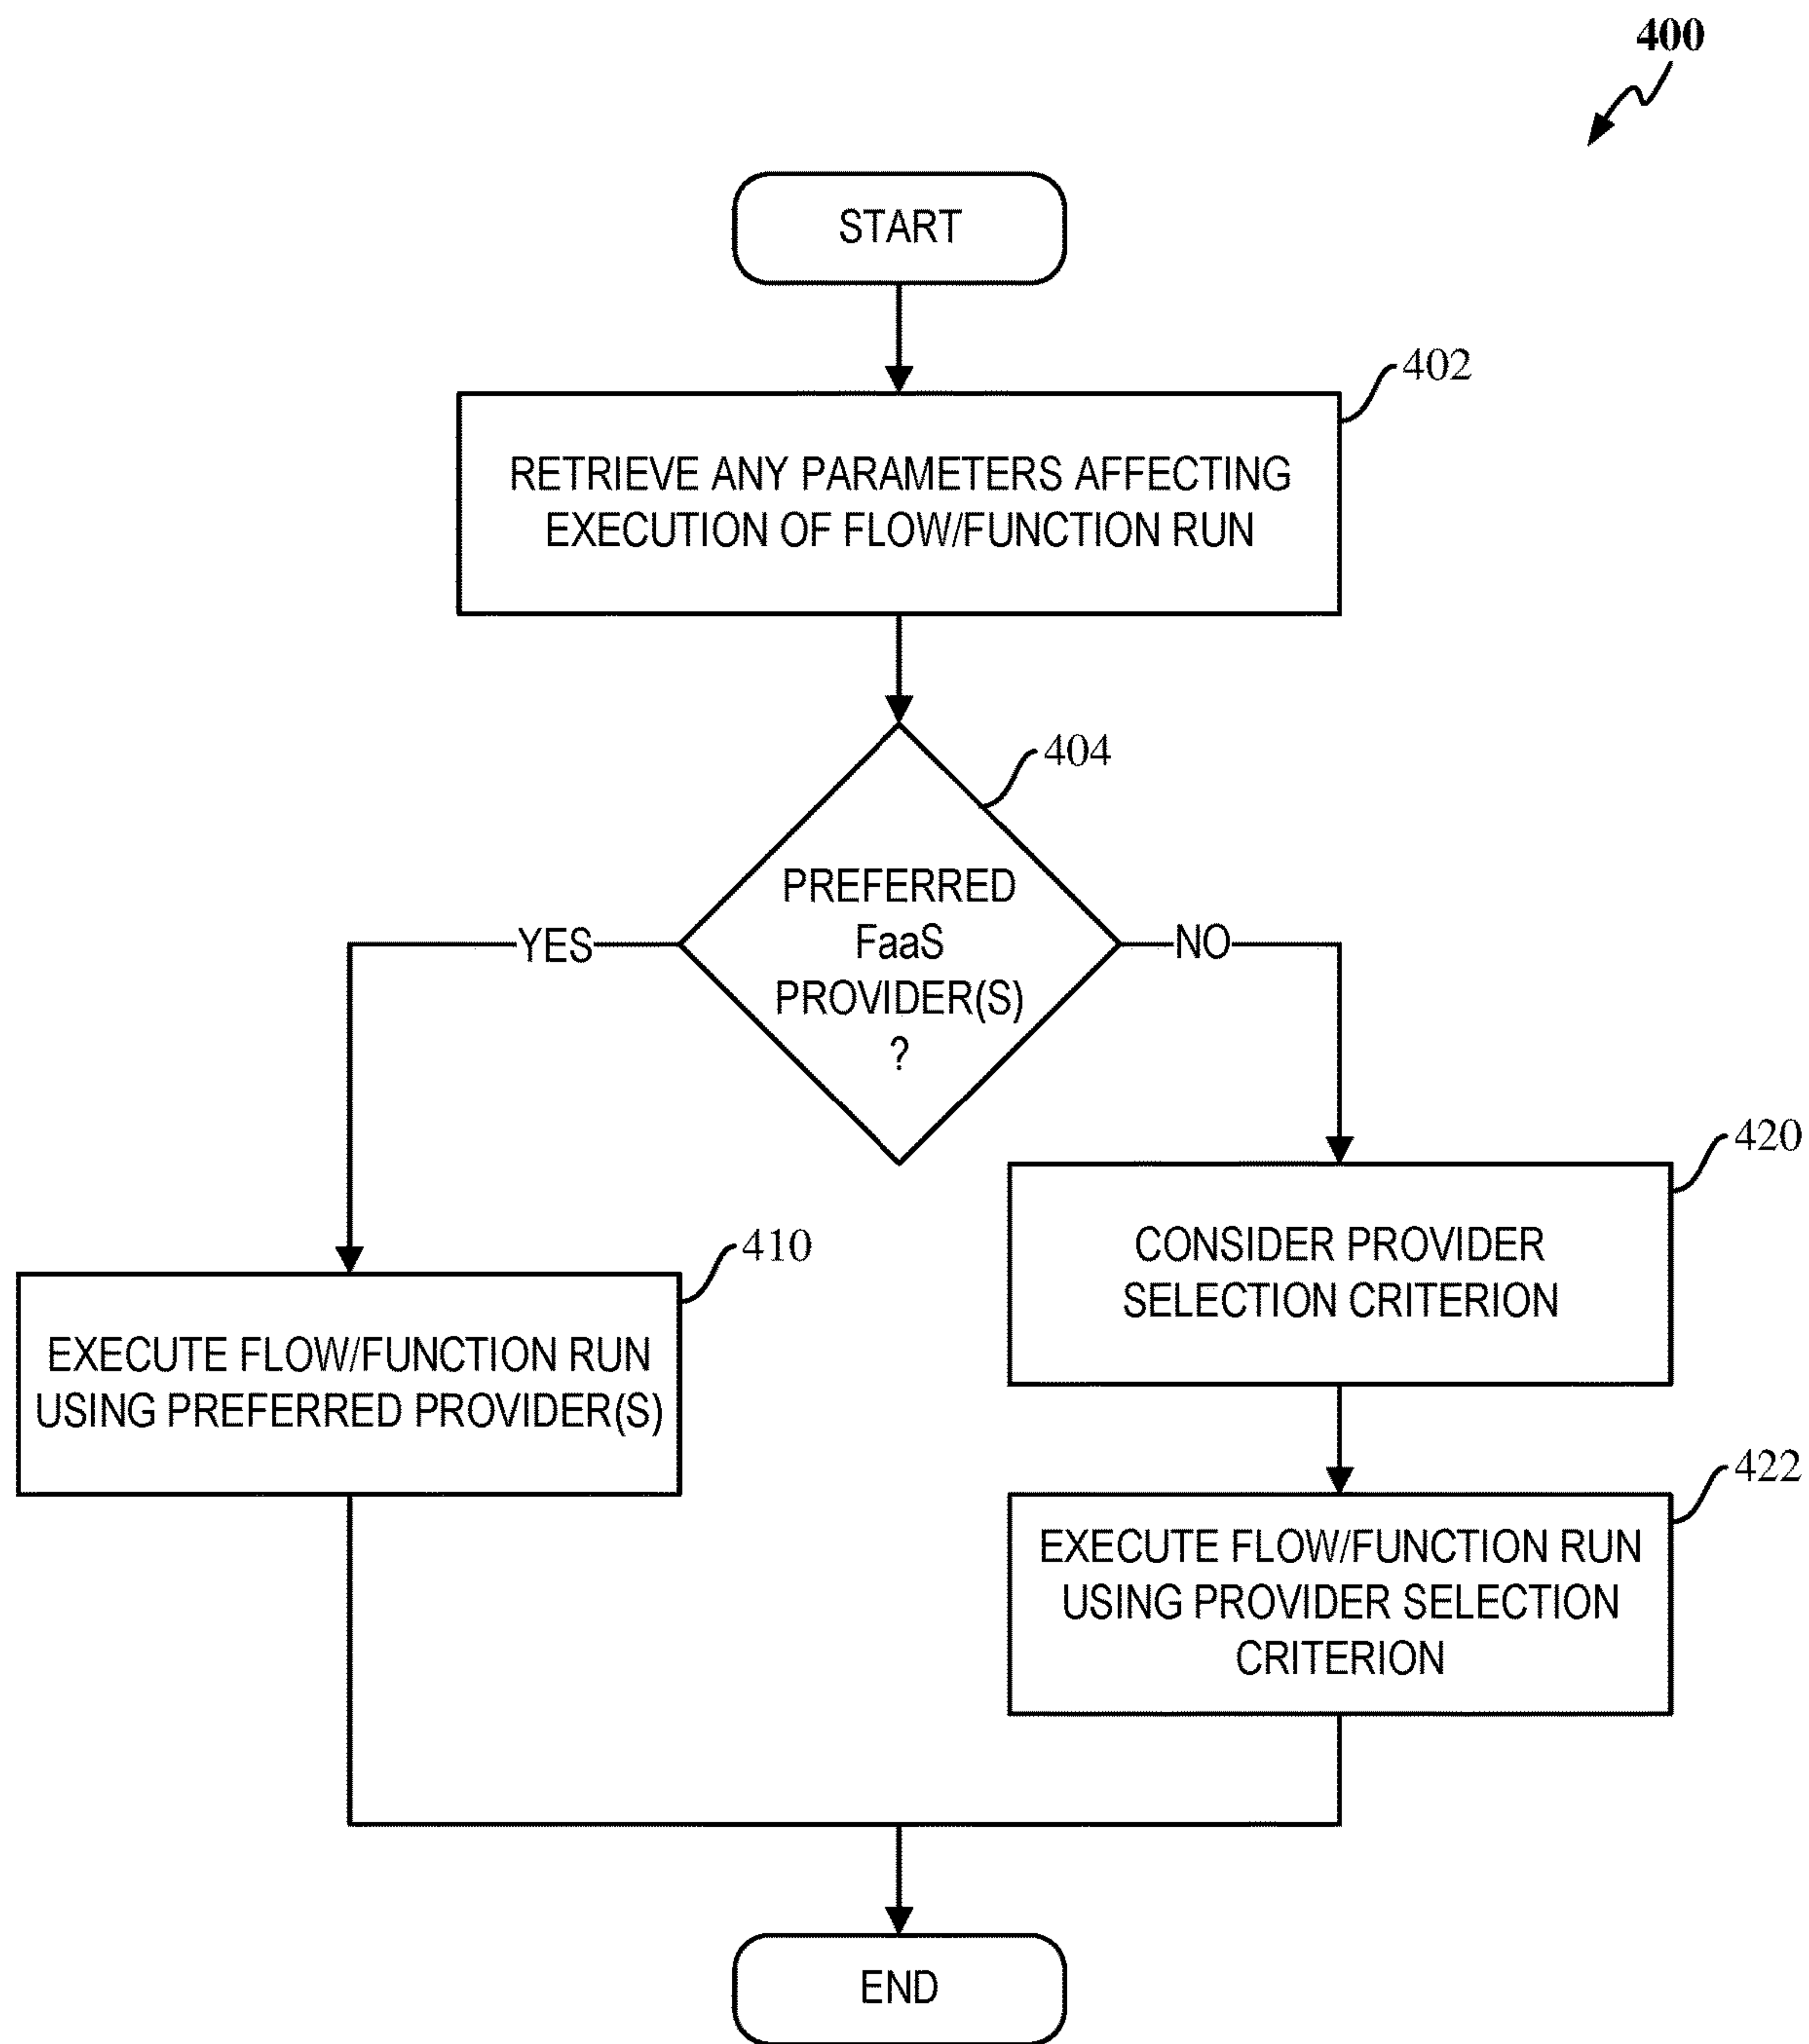 400
START
402
RETRIEVE ANY PARAMETERS AFFECTING
EXECUTION OF FLOW/FUNCTION RUN
404
PREFERRED
FaaS
PROVIDER(S)
?
YES
NO
420
CONSIDER PROVIDER
SELECTION CRITERION
410
EXECUTE FLOW/FUNCTION RUN
USING PREFERRED PROVIDER(S)
422
EXECUTE FLOW/FUNCTION RUN
USING PROVIDER SELECTION
CRITERION
END